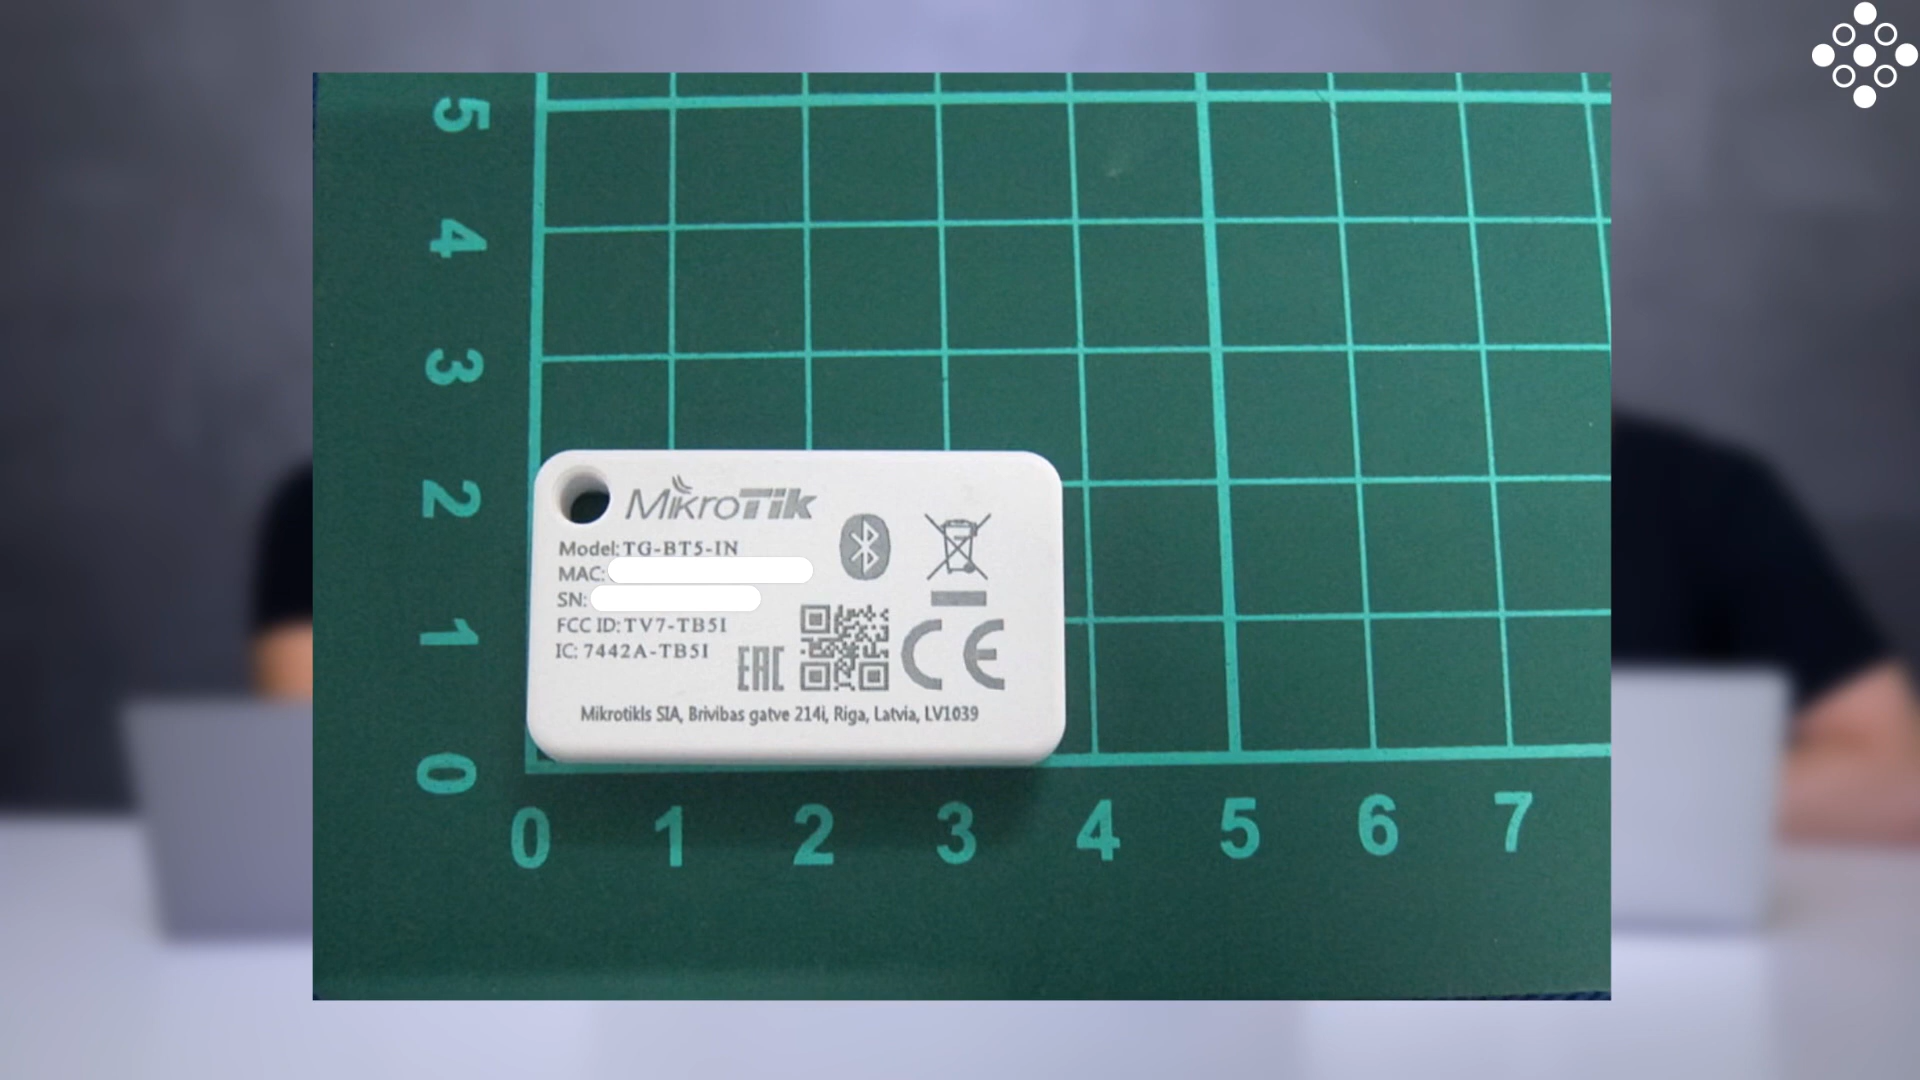 5
4
3
2
1
0
MikroTik
Model: TG-BT5-IN
MAC:
SN:
FCC ID: TV7-TB5I
IC: 7442A-TB5I
EAC
CE
Mikrotikls SIA, Brivibas gatve 214i, Riga, Latvia, LV1039
0 1 2 3 4 5 6 7